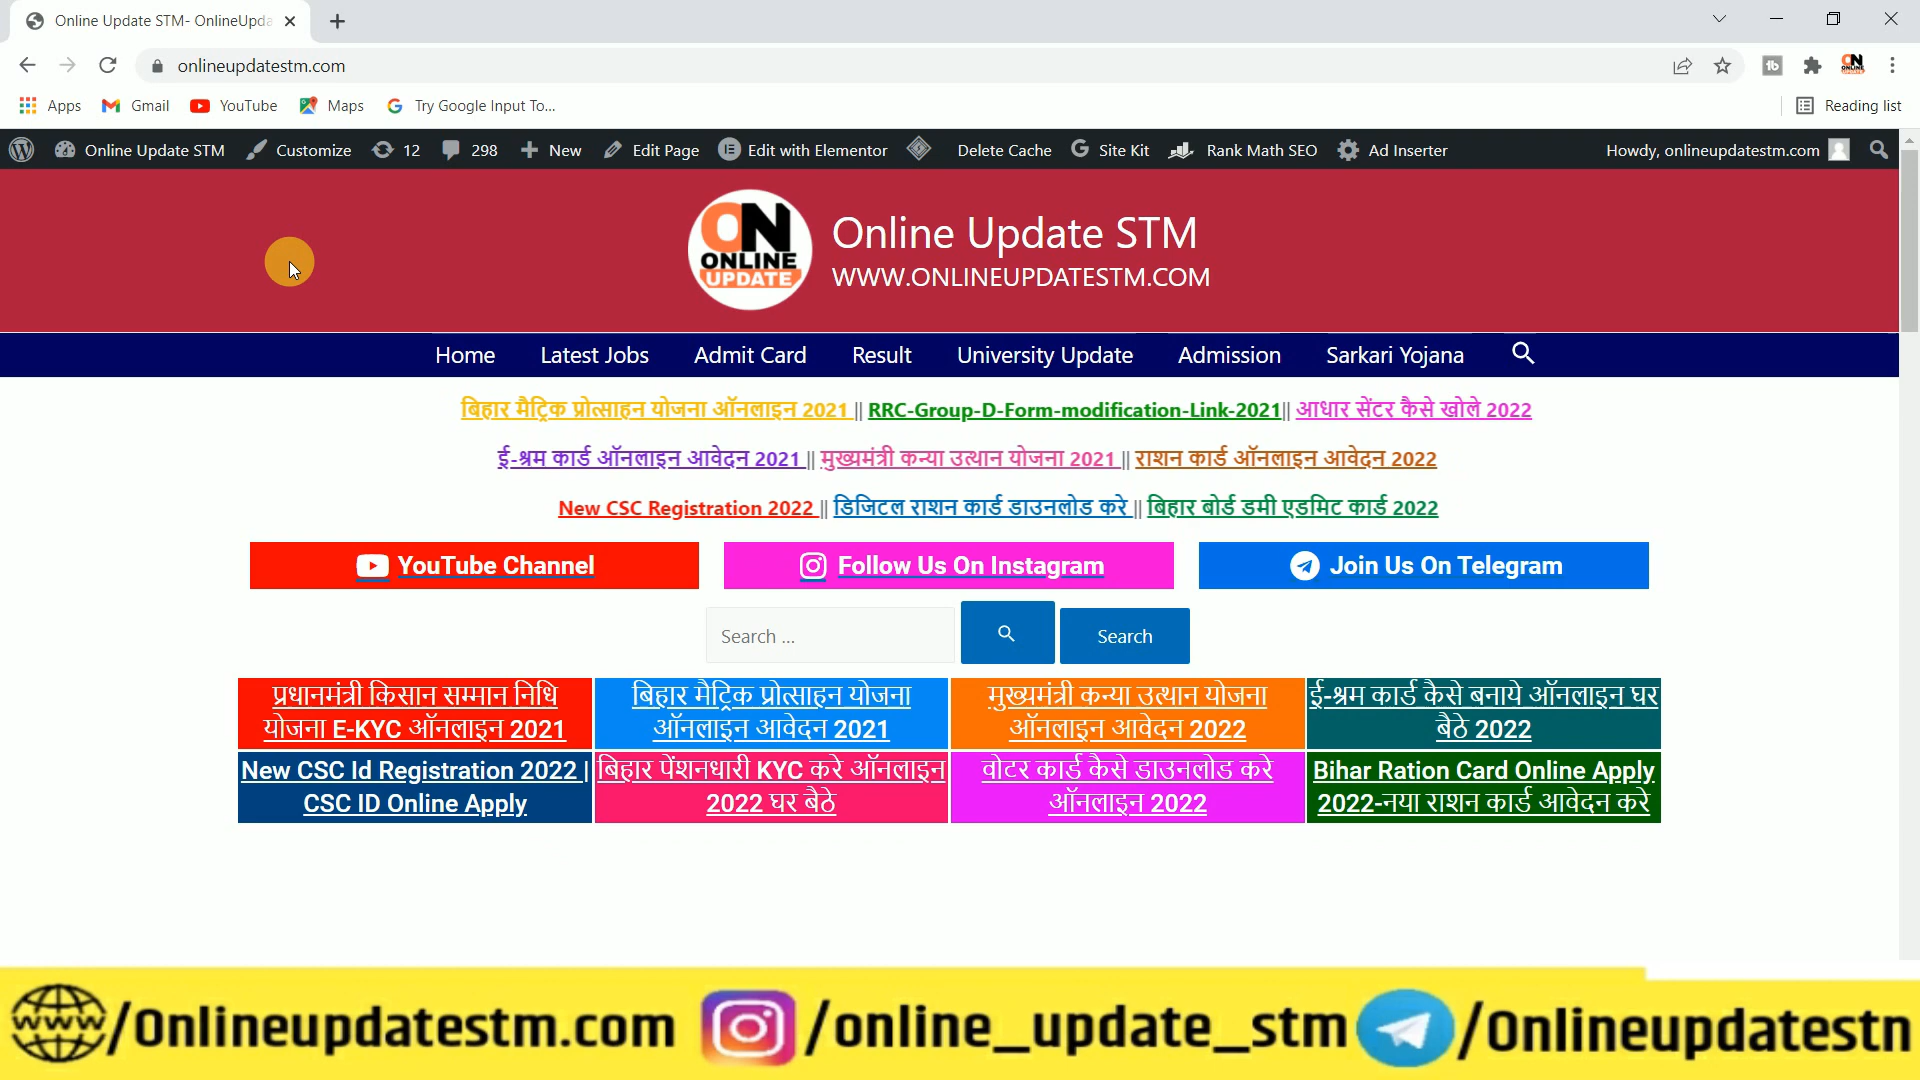 Online Update STM- OnlineUpda
onlineupdatestm.com
Apps Gmail YouTube Maps Try Google Input To... Reading list
Online Update STM Customize 12 298 New Edit Page Edit with Elementor Delete Cache Site Kit Rank Math SEO Ad Inserter Howdy, onlineupdatestm.com
ON
ONLINE
UPDATE
Online Update STM
WWW.ONLINEUPDATESTM.COM
Home Latest Jobs Admit Card Result University Update Admission Sarkari Yojana
बिहार मैट्रिक प्रोत्साहन योजना ऑनलाइन 2021 || RRC-Group-D-Form-modification-Link-2021|| आधार सेंटर कैसे खोले 2022
ई-श्रम कार्ड ऑनलाइन आवेदन 2021 || मुख्यमंत्री कन्या उत्थान योजना 2021 || राशन कार्ड ऑनलाइन आवेदन 2022
New CSC Registration 2022 || डिजिटल राशन कार्ड डाउनलोड करे || बिहार बोर्ड डमी एडमिट कार्ड 2022
YouTube Channel Follow Us On Instagram Join Us On Telegram
Search ... Search
प्रधानमंत्री किसान सम्मान निधि
योजना E-KYC ऑनलाइन 2021
बिहार मैट्रिक प्रोत्साहन योजना
ऑनलाइन आवेदन 2021
मुख्यमंत्री कन्या उत्थान योजना
ऑनलाइन आवेदन 2022
ई-श्रम कार्ड कैसे बनाये ऑनलाइन घर
बैठे 2022
New CSC Id Registration 2022 |
CSC ID Online Apply
बिहार पेंशनधारी KYC करे ऑनलाइन
2022 घर बैठे
वोटर कार्ड कैसे डाउनलोड करे
ऑनलाइन 2022
Bihar Ration Card Online Apply
2022-नया राशन कार्ड आवेदन करे
www /Onlineupdatestm.com /online_update_stm /Onlineupdatestn